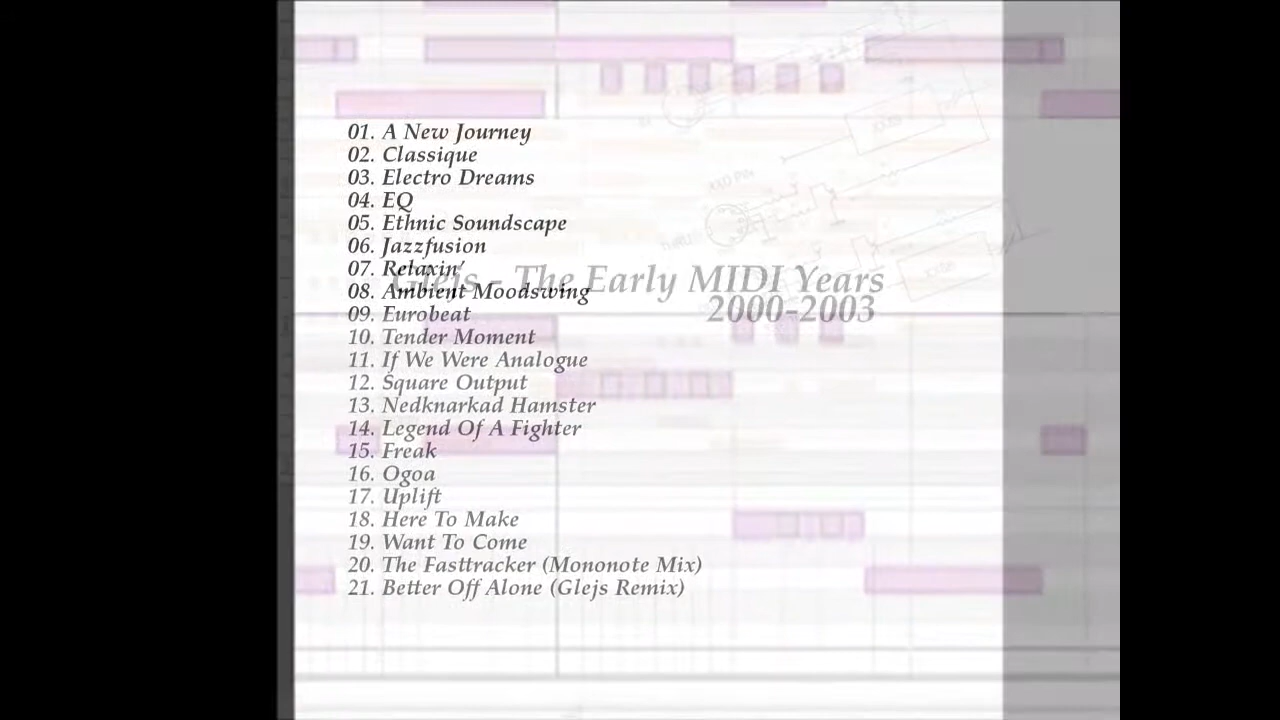 01. A New Journey
02. Classique
03. Electro Dreams
04. EQ
05. Ethnic Soundscape
06. Jazzfusion
07. Relaxin'
Glejs - The Early MIDI Years
08. Ambient Moodswing
2000-2003
09. Eurobeat
10. Tender Moment
11. If We Were Analogue
12. Square Output
13. Nedknarkad Hamster
14. Legend Of A Fighter
15. Freak
16. Ogoa
17. Uplift
18. Here To Make
19. Want To Come
20. The Fasttracker (Mononote Mix)
21. Better Off Alone (Glejs Remix)